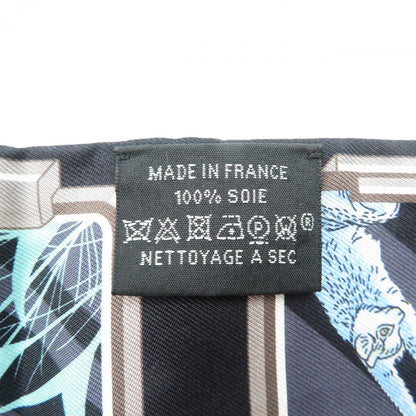 MADE IN FRANCE
100% SOIE
P W ®
NETTOYAGE A SEC